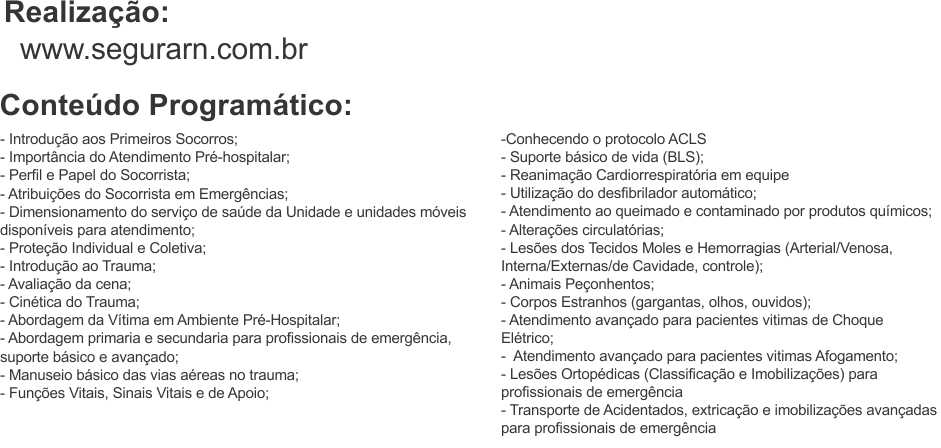 Realização:
www.segurarn.com.br
Conteúdo Programático:
- Introdução aos Primeiros Socorros;
- Importância do Atendimento Pré-hospitalar;
- Perfil e Papel do Socorrista;
- Atribuições do Socorrista em Emergências;
- Dimensionamento do serviço de saúde da Unidade e unidades móveis
disponíveis para atendimento;
- Proteção Individual e Coletiva;
- Introdução ao Trauma;
- Avaliação da cena;
- Cinética do Trauma;
- Abordagem da Vítima em Ambiente Pré-Hospitalar;
- Abordagem primaria e secundaria para profissionais de emergência,
suporte básico e avançado;
- Manuseio básico das vias aéreas no trauma;
- Funções Vitais, Sinais Vitais e de Apoio;
-Conhecendo o protocolo ACLS
- Suporte básico de vida (BLS);
- Reanimação Cardiorrespiratória em equipe
- Utilização do desfibrilador automático;
- Atendimento ao queimado e contaminado por produtos químicos;
- Alterações circulatórias;
- Lesões dos Tecidos Moles e Hemorragias (Arterial/Venosa,
Interna/Externas/de Cavidade, controle);
- Animais Peçonhentos;
- Corpos Estranhos (gargantas, olhos, ouvidos);
- Atendimento avançado para pacientes vitimas de Choque
Elétrico;
-  Atendimento avançado para pacientes vitimas Afogamento;
- Lesões Ortopédicas (Classificação e Imobilizações) para
profissionais de emergência
- Transporte de Acidentados, extricação e imobilizações avançadas
para profissionais de emergência